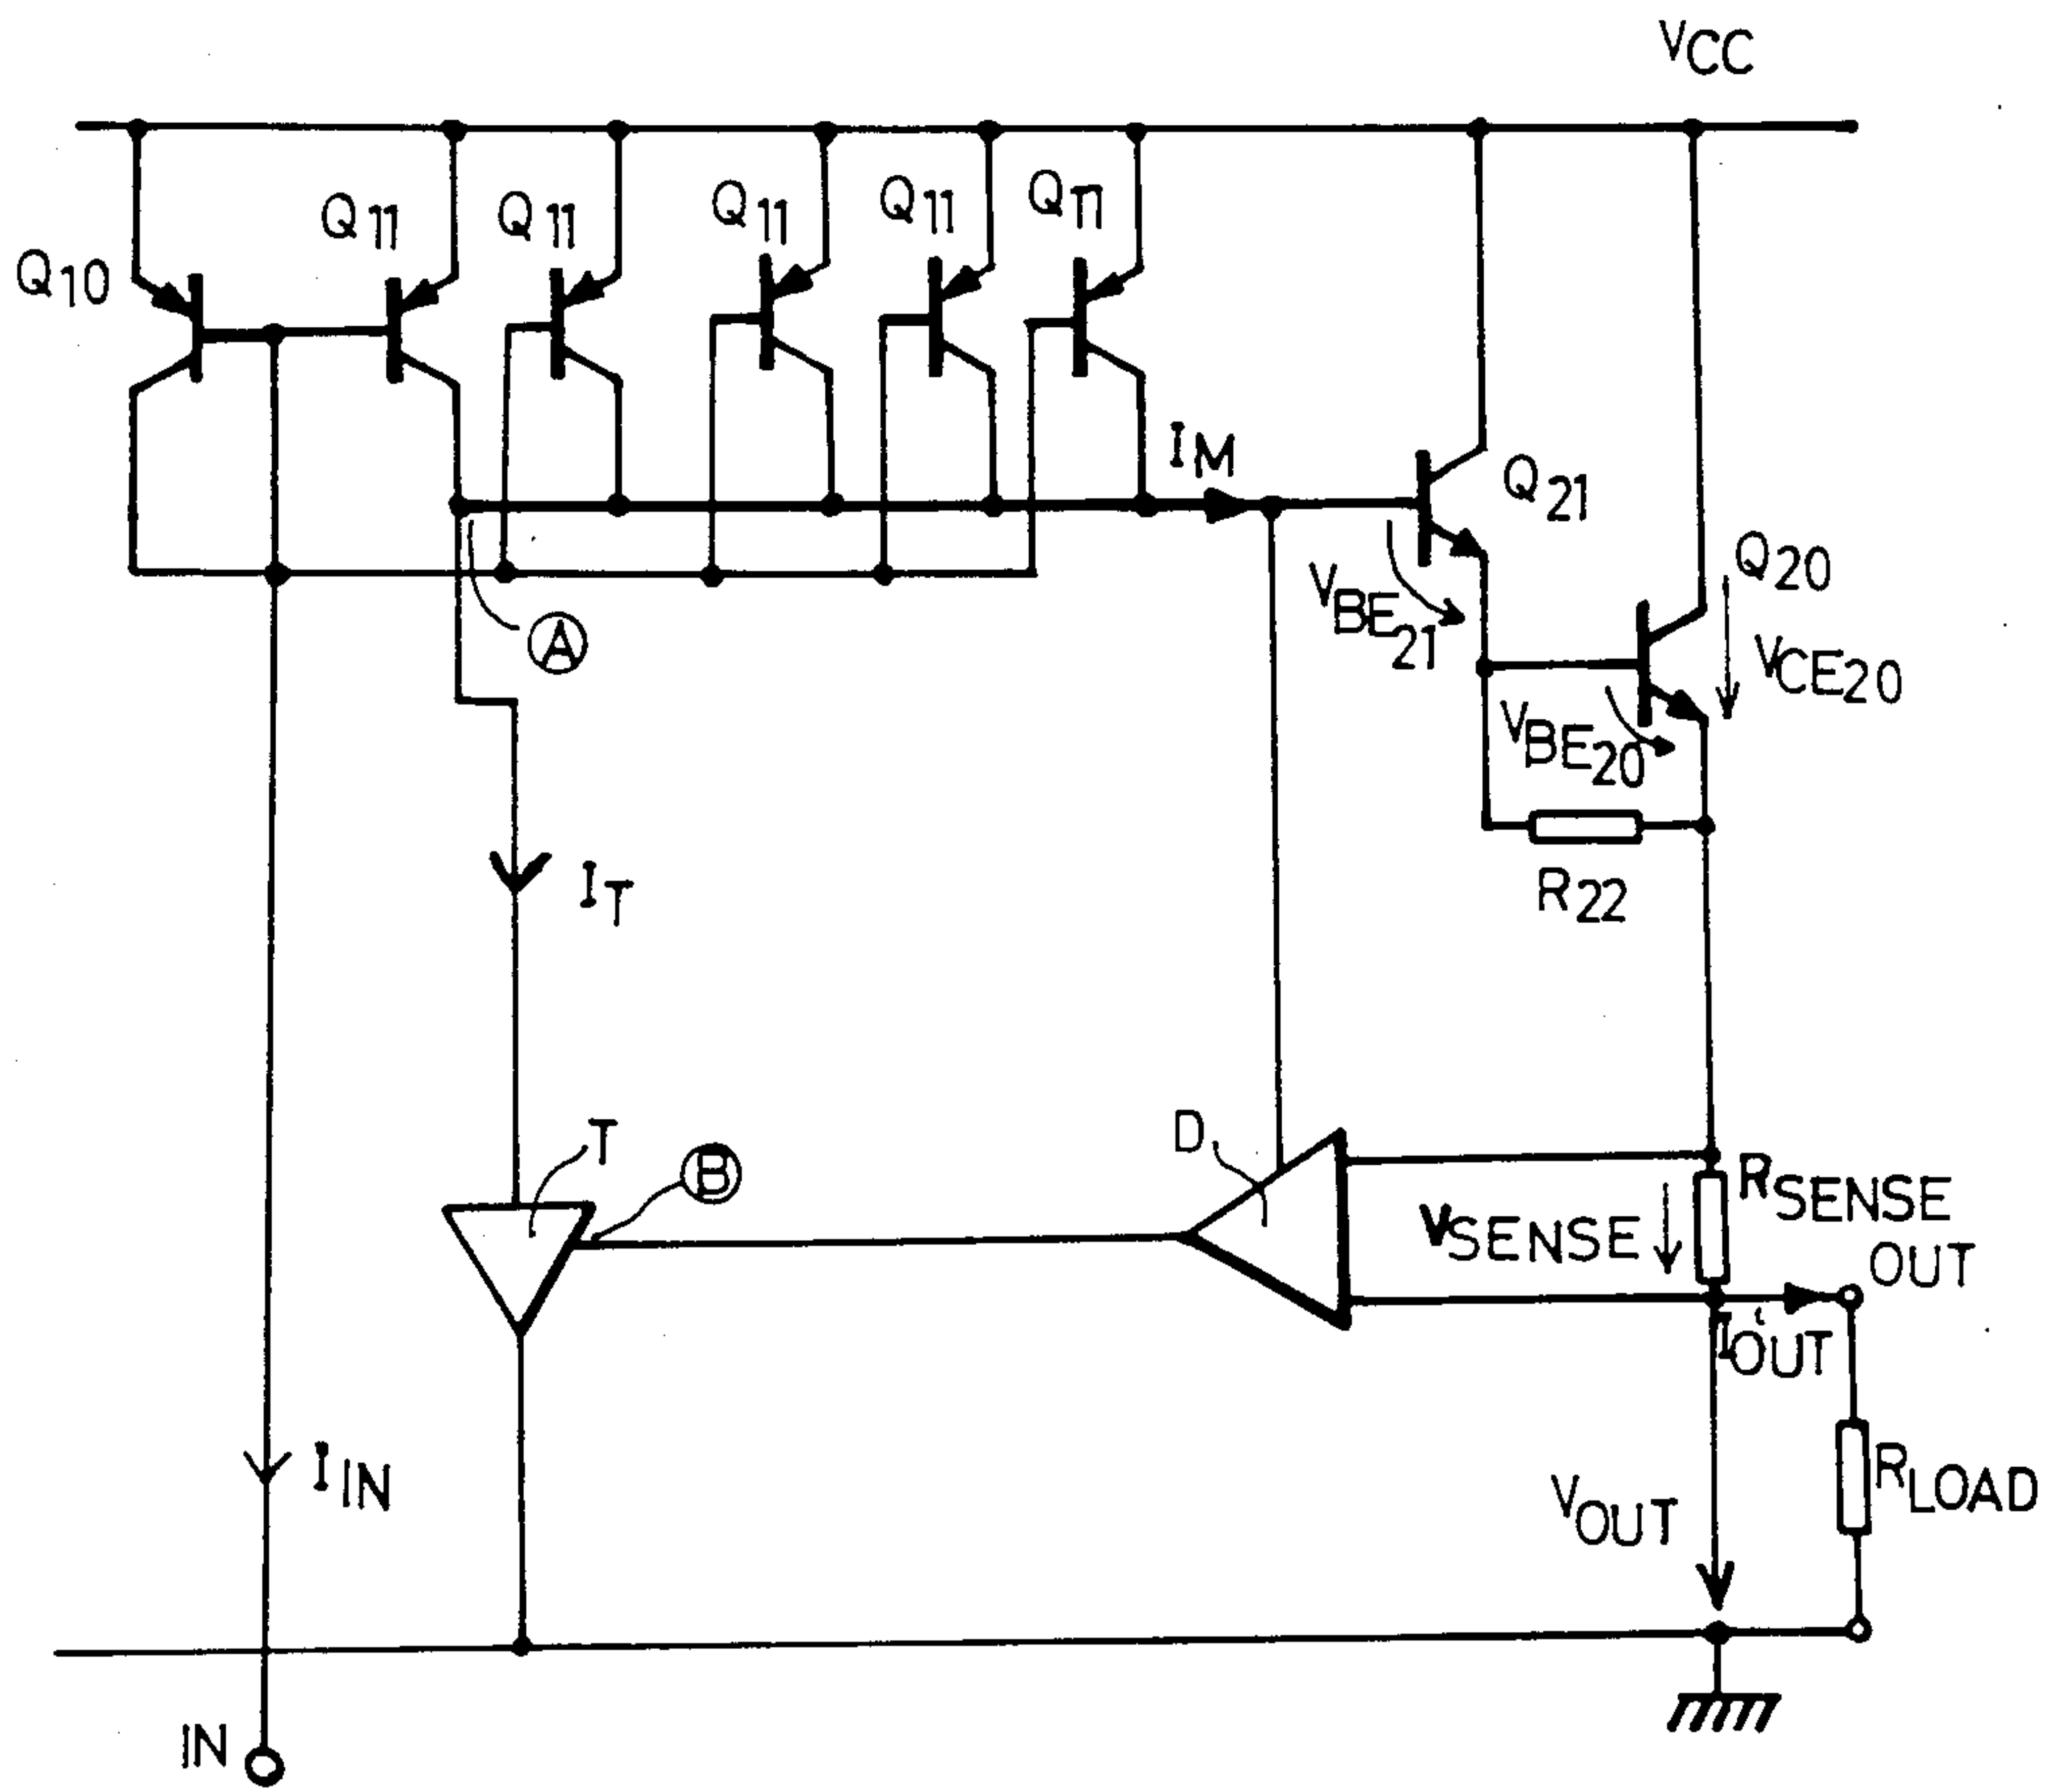 VCC
Q10
Q11
Q11
Q11
Q11
Q11
IM
Q21
Q20
VBE21
VCE20
A
VBE20
R22
IT
T
B
D
VSENSE
RSENSE
OUT
IOUT
IIN
VOUT
RLOAD
IN